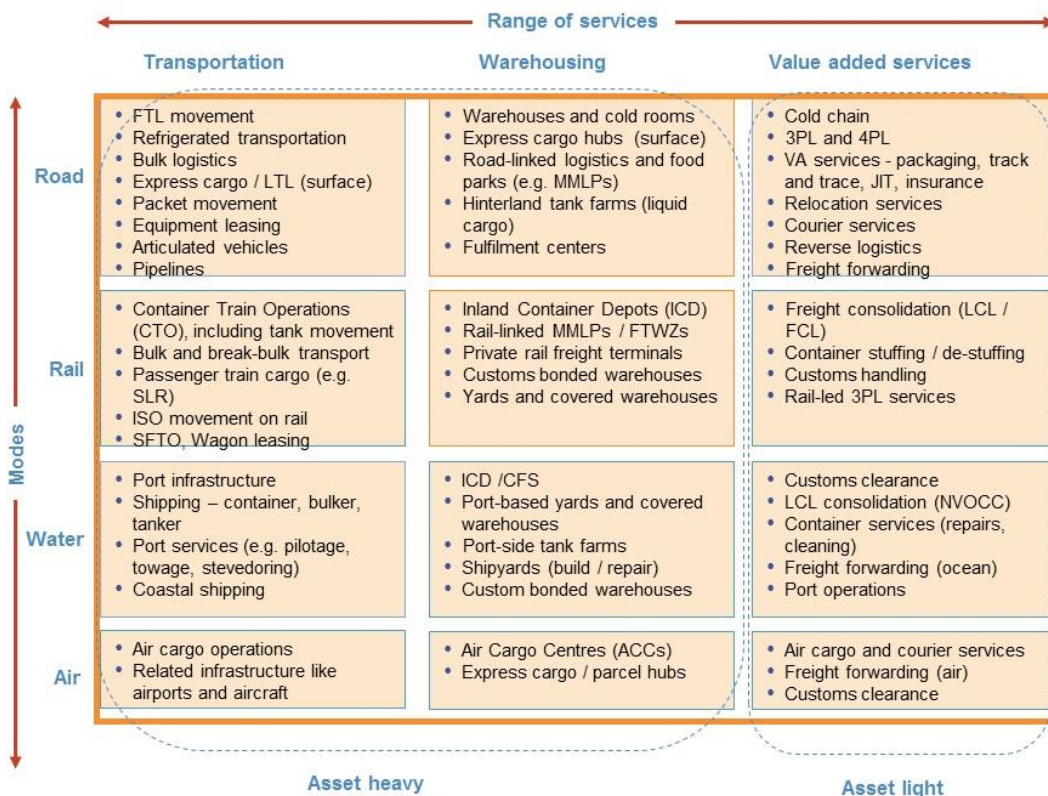 Range of services
Transportation
Warehousing
Value added services
Modes
Road
• FTL movement
• Refrigerated transportation
• Bulk logistics
• Express cargo / LTL (surface)
• Packet movement
• Equipment leasing
• Articulated vehicles
• Pipelines
• Warehouses and cold rooms
• Express cargo hubs (surface)
• Road-linked logistics and food
parks (e.g. MMLPs)
• Hinterland tank farms (liquid
cargo)
• Fulfilment centers
• Cold chain
• 3PL and 4PL
• VA services - packaging, track
and trace, JIT, insurance
• Relocation services
• Courier services
• Reverse logistics
• Freight forwarding
Rail
• Container Train Operations
(CTO), including tank movement
• Bulk and break-bulk transport
• Passenger train cargo (e.g.
SLR)
• ISO movement on rail
• SFTO, Wagon leasing
• Inland Container Depots (ICD)
• Rail-linked MMLPs / FTWZs
• Private rail freight terminals
• Customs bonded warehouses
• Yards and covered warehouses
• Freight consolidation (LCL /
FCL)
• Container stuffing / de-stuffing
• Customs handling
• Rail-led 3PL services
Water
• Port infrastructure
• Shipping – container, bulker,
tanker
• Port services (e.g. pilotage,
towage, stevedoring)
• Coastal shipping
• ICD /CFS
• Port-based yards and covered
warehouses
• Port-side tank farms
• Shipyards (build / repair)
• Custom bonded warehouses
• Customs clearance
• LCL consolidation (NVOCC)
• Container services (repairs,
cleaning)
• Freight forwarding (ocean)
• Port operations
Air
• Air cargo operations
• Related infrastructure like
airports and aircraft
• Air Cargo Centres (ACCs)
• Express cargo / parcel hubs
• Air cargo and courier services
• Freight forwarding (air)
• Customs clearance
Asset heavy
Asset light